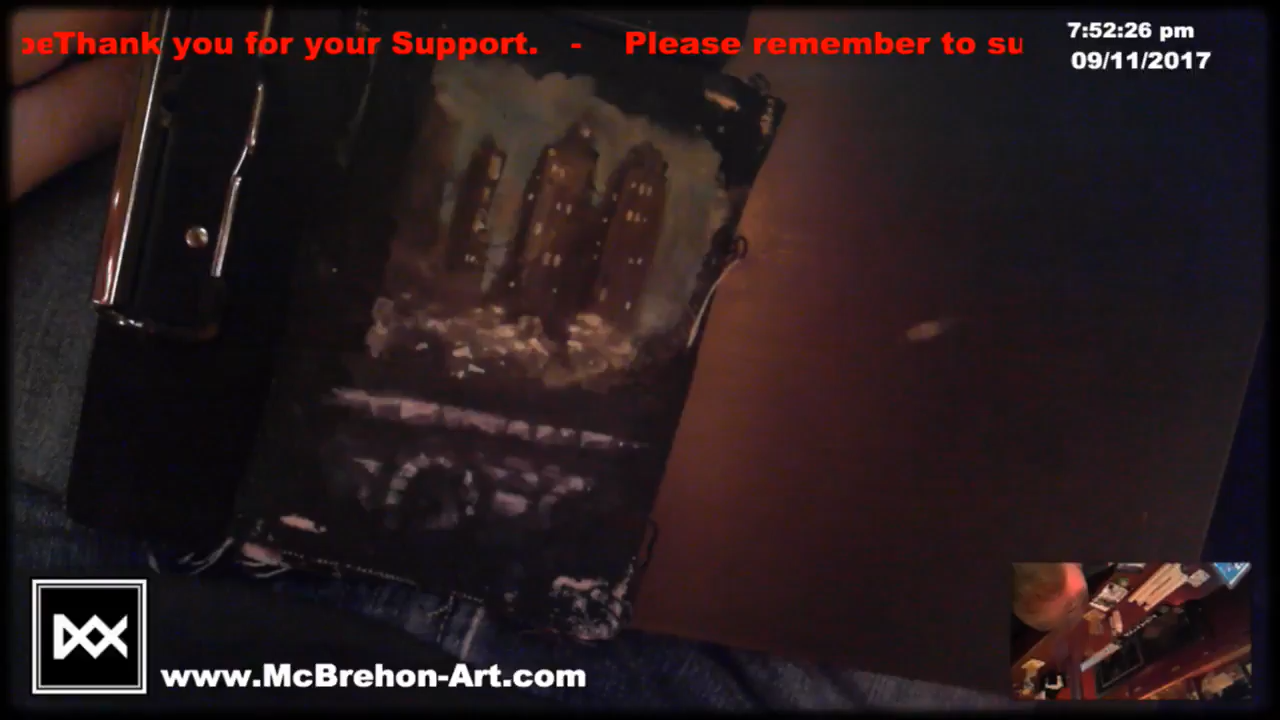 Thank you for your Support. - Please remember to su
7:52:26 pm
09/11/2017
www.McBrehon-Art.com